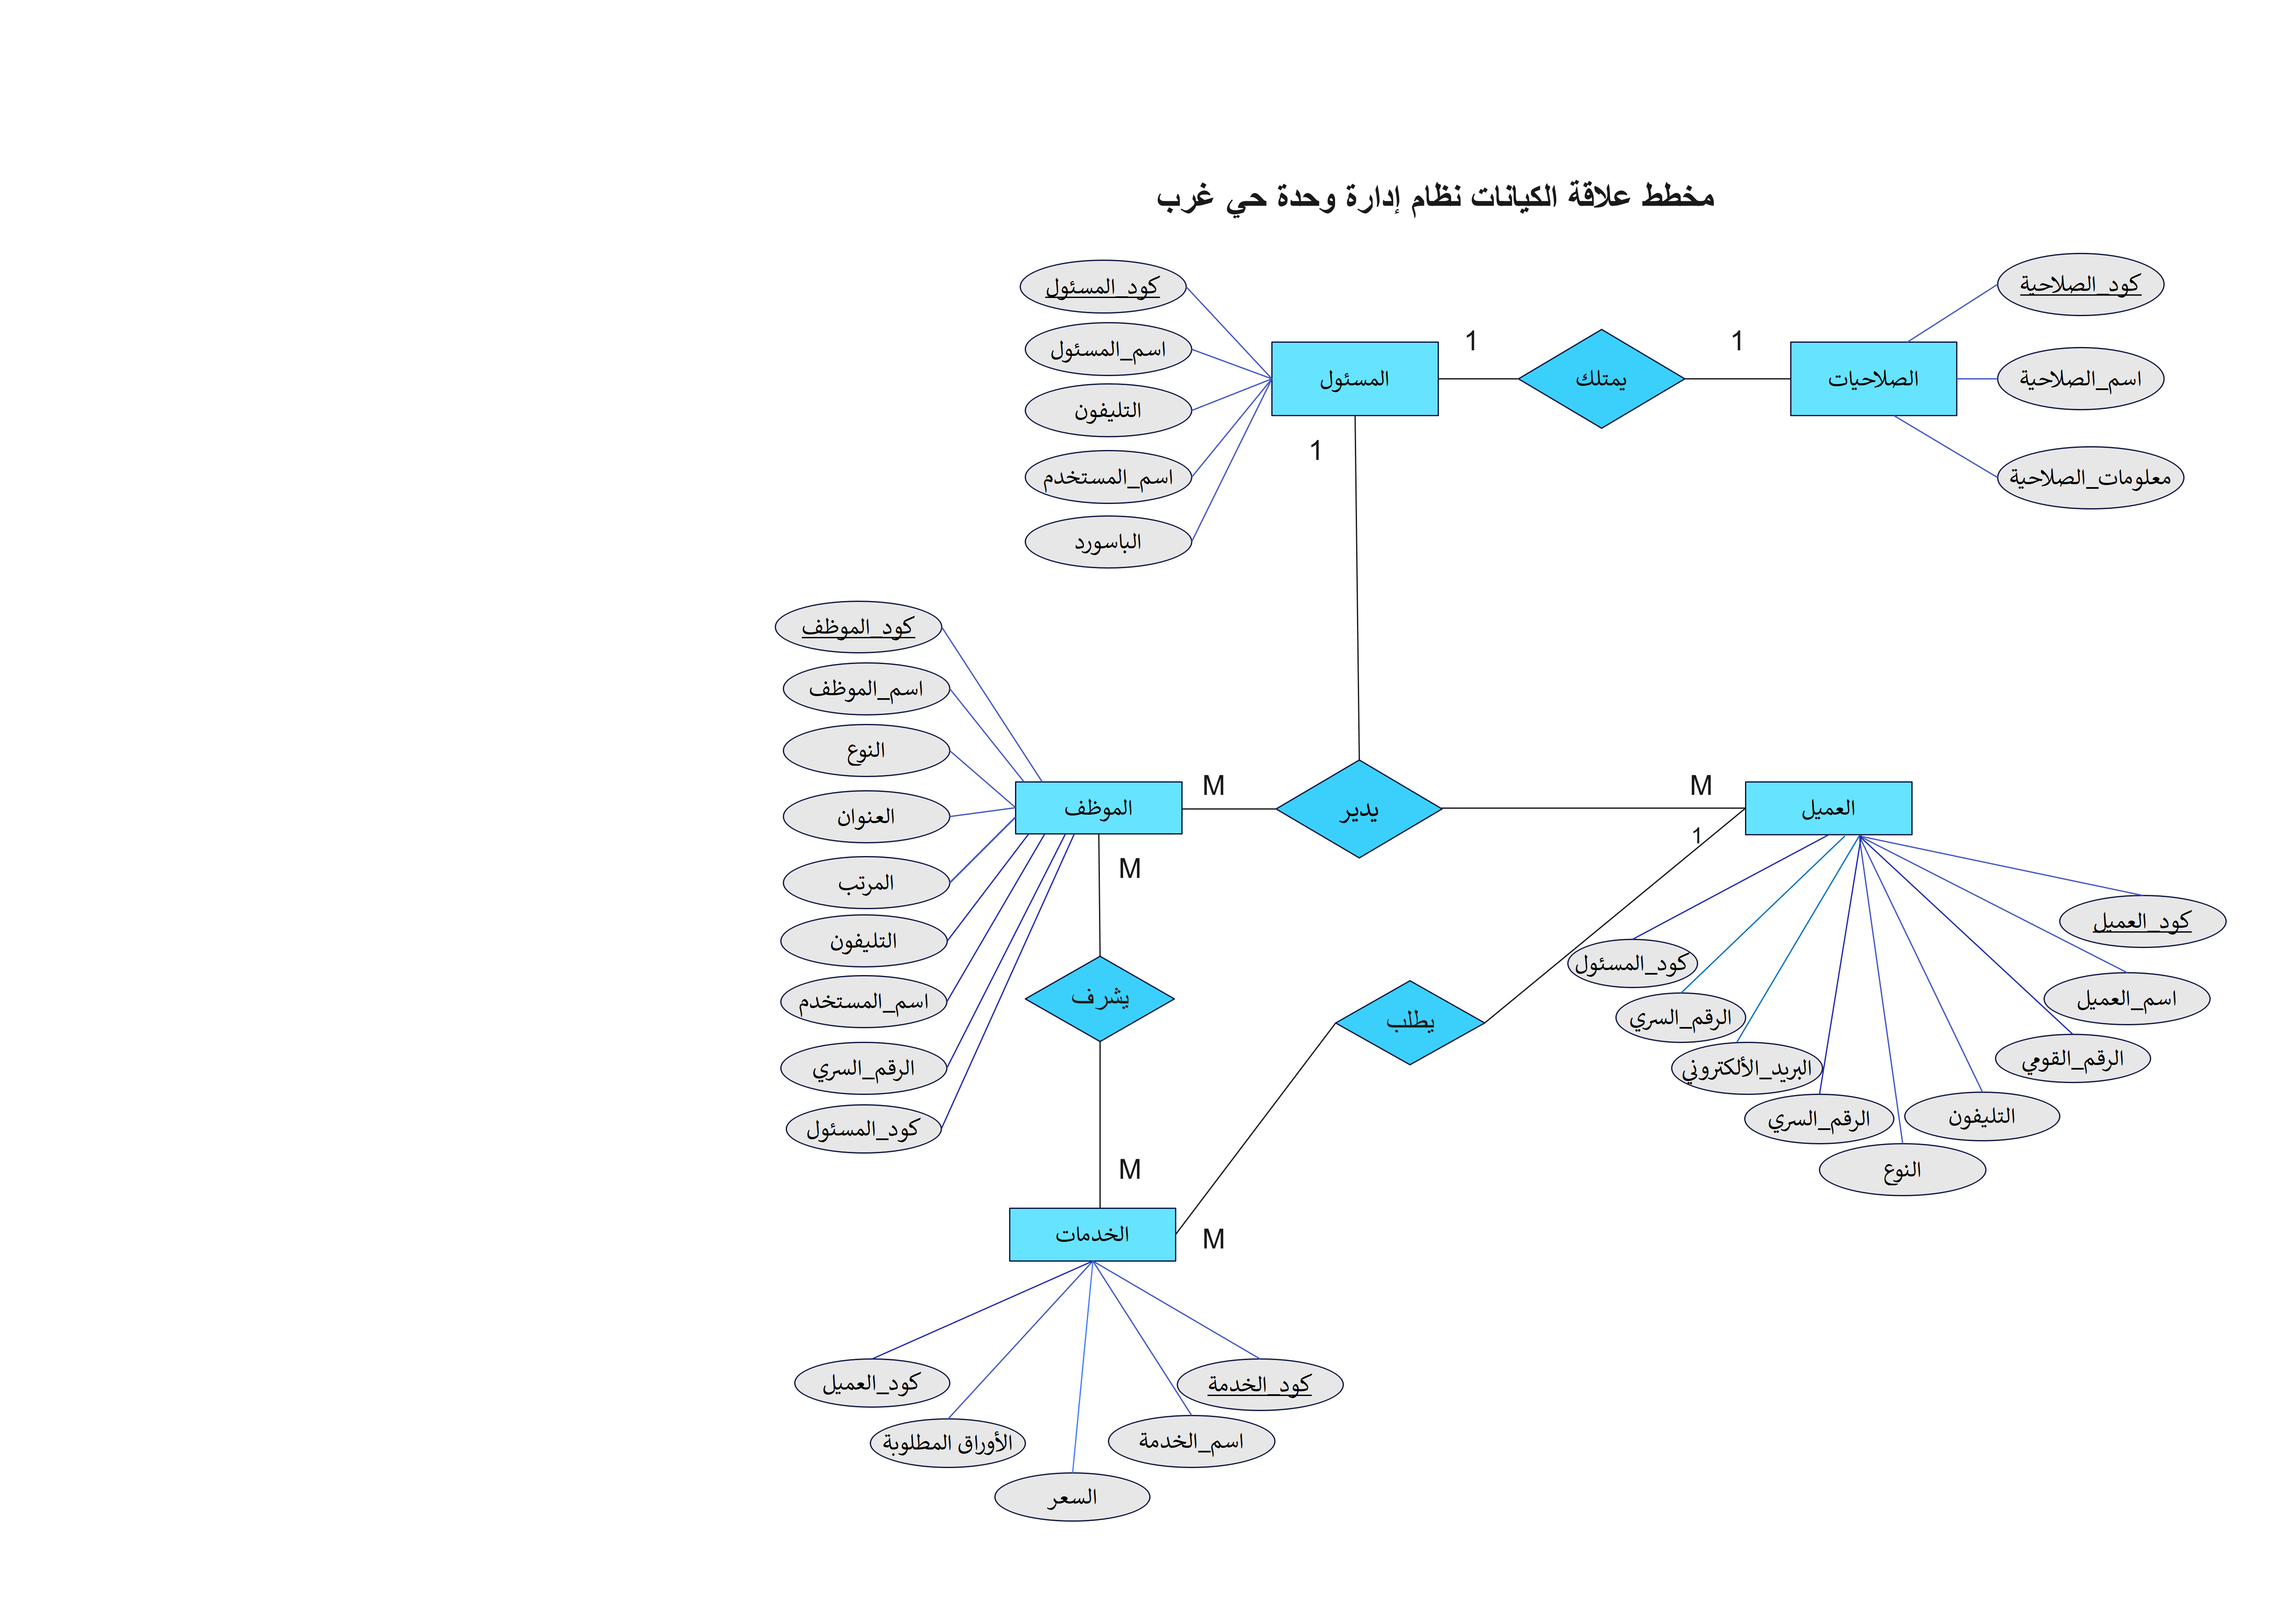 مخطط علاقة الكيانات نظام إدارة وحدة حي غرب
كود_الصلاحية
اسم_الصلاحية
معلومات_الصلاحية
الصلاحيات
1
يمتلك
1
المسئول
كود_المسئول
اسم_المسئول
التليفون
اسم_المستخدم
الباسورد
1
يدير
M
M
العميل
1
كود_العميل
اسم_العميل
الرقم_القومي
التليفون
النوع
الرقم_السري
البريد_الألكتروني
الرقم_السري
كود_المسئول
الموظف
كود_الموظف
اسم_الموظف
النوع
العنوان
المرتب
التليفون
اسم_المستخدم
الرقم_السري
كود_المسئول
M
يشرف
M
يطلب
M
الخدمات
كود_الخدمة
اسم_الخدمة
السعر
الأوراق المطلوبة
كود_العميل